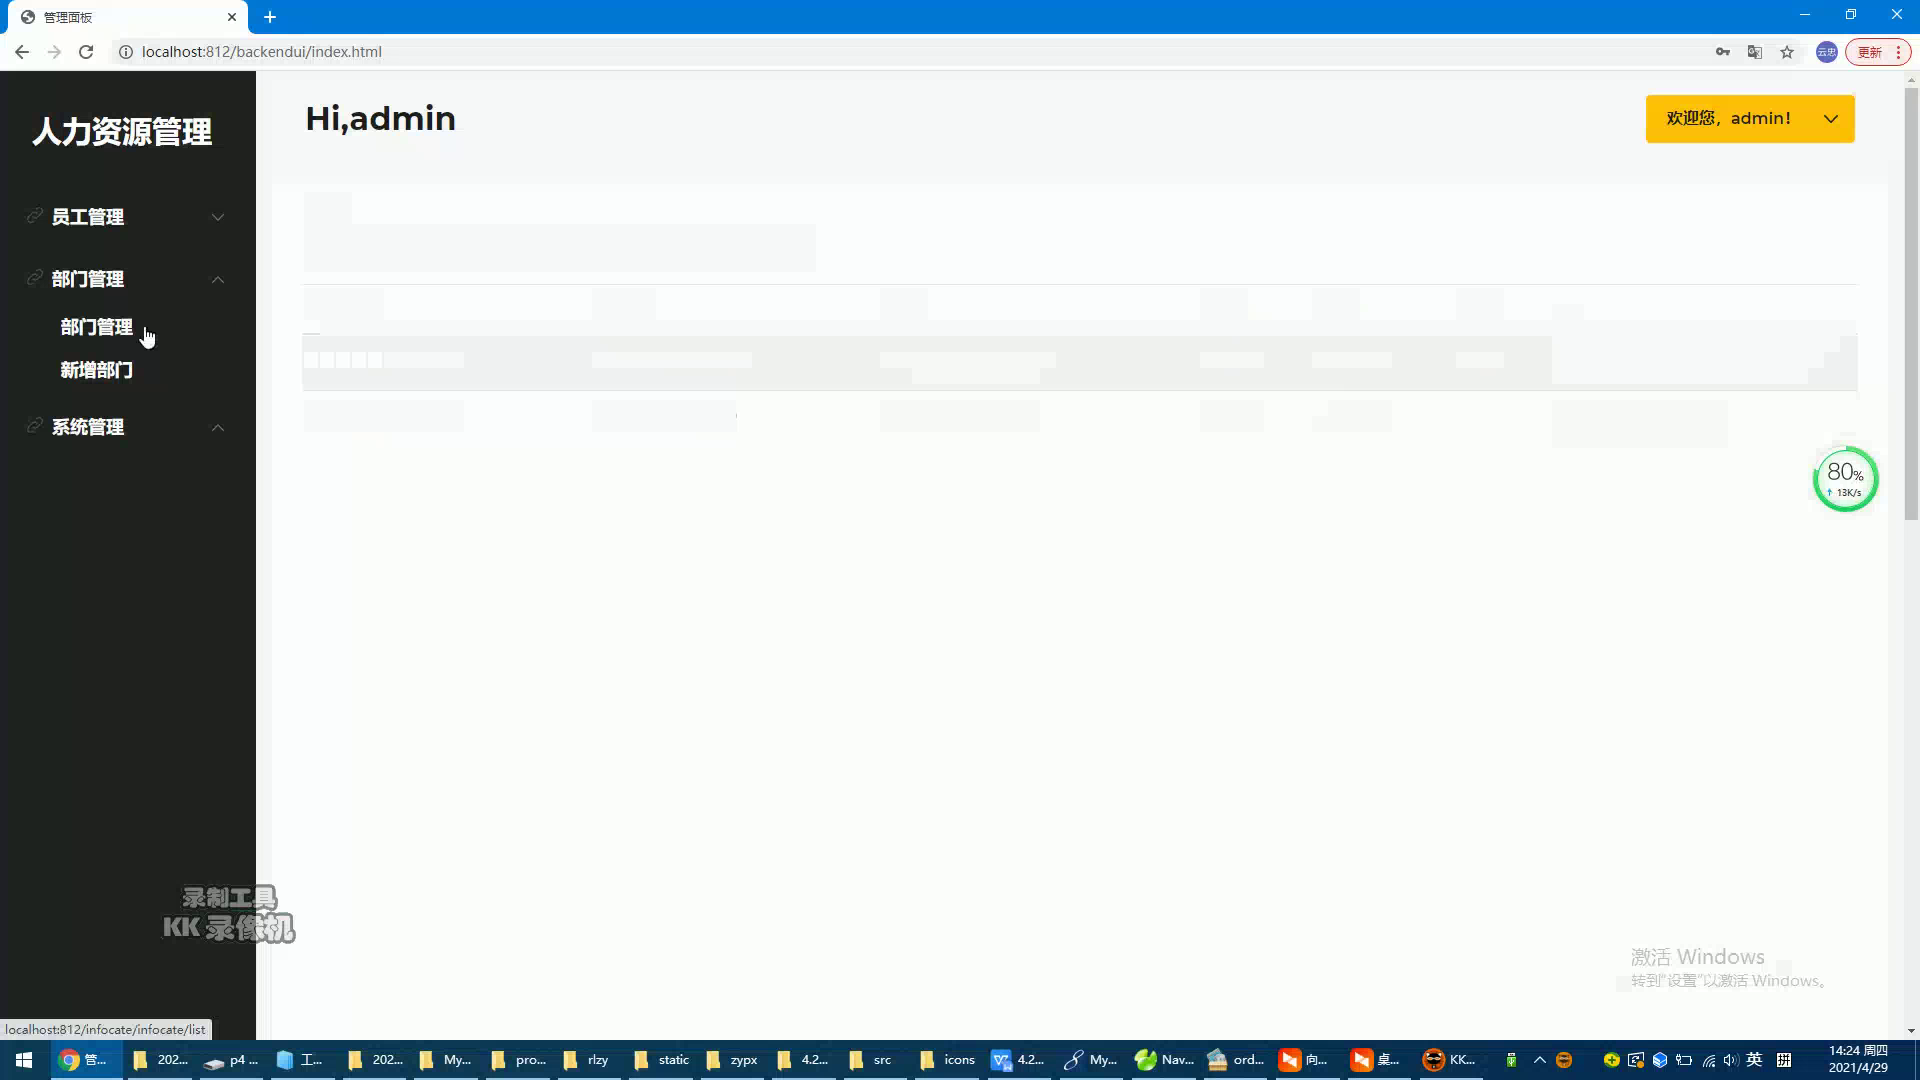 管理面板
localhost:812/backendui/index.html
云忠
更新
人力资源管理
Hi,admin
欢迎您，admin！
员工管理
部门管理
部门管理
新增部门
系统管理
80%
13K/s
录制工具
KK 录像机
激活 Windows
转到"设置"以激活 Windows。
localhost:812/infocate/infocate/list
管...
202...
p4 ...
工...
202...
My...
pro...
rlzy
static
zypx
4.2...
src
icons
4.2...
My...
Nav...
ord...
向...
桌...
KK...
英
拼
14:24 周四
2021/4/29